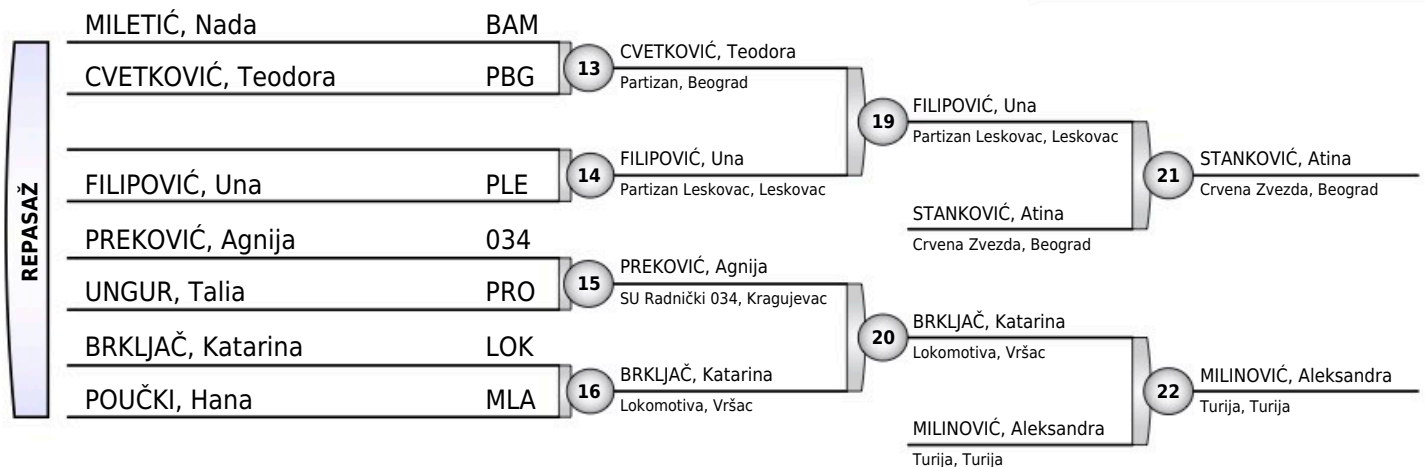 REPASAŽ
MILETIĆ, Nada BAM
CVETKOVIĆ, Teodora PBG
FILIPOVIĆ, Una PLE
PREKOVIĆ, Agnija 034
UNGUR, Talia PRO
BRKLJAČ, Katarina LOK
POUČKI, Hana MLA
13
CVETKOVIĆ, Teodora
Partizan, Beograd
14
FILIPOVIĆ, Una
Partizan Leskovac, Leskovac
15
PREKOVIĆ, Agnija
SU Radnički 034, Kragujevac
16
BRKLJAČ, Katarina
Lokomotiva, Vršac
19
FILIPOVIĆ, Una
Partizan Leskovac, Leskovac
STANKOVIĆ, Atina
Crvena Zvezda, Beograd
20
BRKLJAČ, Katarina
Lokomotiva, Vršac
MILINOVIĆ, Aleksandra
Turija, Turija
21
STANKOVIĆ, Atina
Crvena Zvezda, Beograd
22
MILINOVIĆ, Aleksandra
Turija, Turija